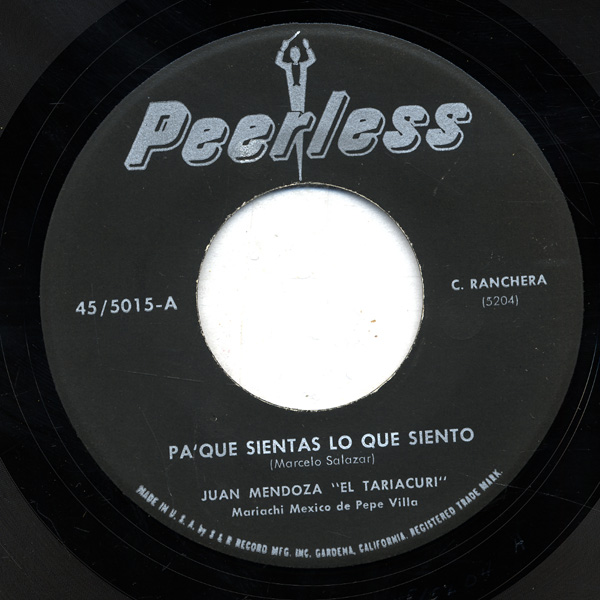 Peerless
45/5015-A
C. RANCHERA
(5204)
PA'QUE SIENTAS LO QUE SIENTO
(Marcelo Salazar)
JUAN MENDOZA "EL TARIACURI"
Mariachi Mexico de Pepe Villa
MADE IN U. S. A. by S & R RECORD MFG. INC. GARDENA, CALIFORNIA. REGISTERED TRADE MARK.